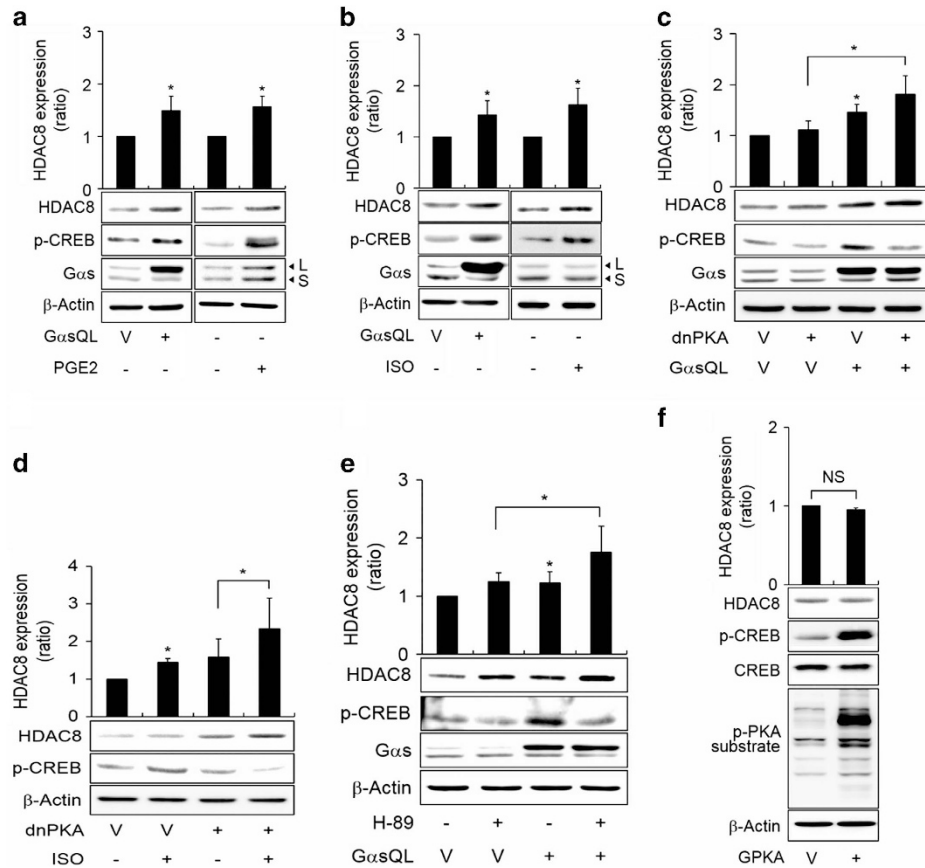 a
HDAC8 expression
(ratio)
2
1
0
*
*
HDAC8
p-CREB
Gαs
◄ L
◄ S
β-Actin
GαsQL V + - -
PGE2 - - - +
b
HDAC8 expression
(ratio)
3
2
1
0
*
*
HDAC8
p-CREB
Gαs
◄ L
◄ S
β-Actin
GαsQL V + - -
ISO - - - +
c
HDAC8 expression
(ratio)
3
2
1
0
*
*
HDAC8
p-CREB
Gαs
β-Actin
dnPKA V + V +
GαsQL V V + +
d
HDAC8 expression
(ratio)
4
3
2
1
0
*
*
HDAC8
p-CREB
β-Actin
dnPKA V V + +
ISO - + - +
e
HDAC8 expression
(ratio)
3
2
1
0
*
*
HDAC8
p-CREB
Gαs
β-Actin
H-89 - + - +
GαsQL V V + +
f
HDAC8 expression
(ratio)
2
1
0
NS
HDAC8
p-CREB
CREB
p-PKA
substrate
β-Actin
GPKA V +